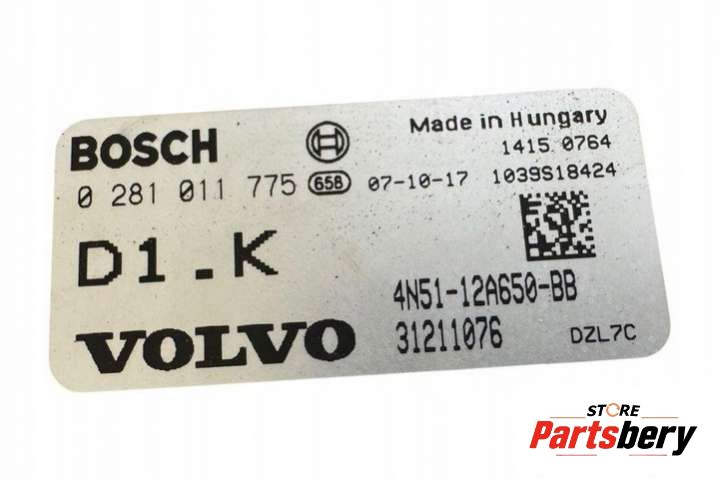 BOSCH
Made in Hungary
1415 0764
0 281 011 775 658 07-10-17 1039S18424
D1.K
4N51-12A650-BB
VOLVO
31211076
DZL7C
STORE
Partsbery